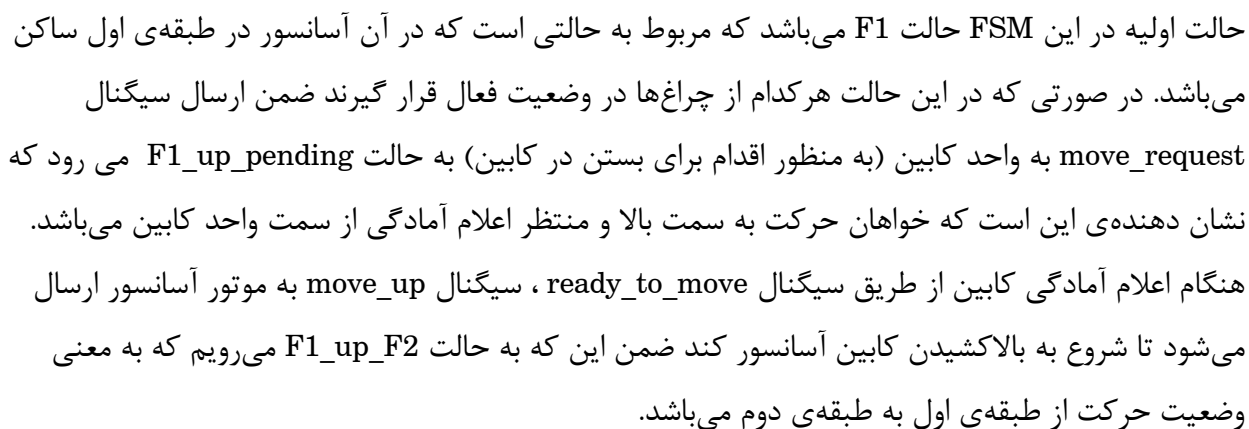 حالت اولیه در این FSM حالت F1 می‌باشد که مربوط به حالتی است که در آن آسانسور در طبقه‌ی اول ساکن
می‌باشد. در صورتی که در این حالت هرکدام از چراغ‌ها در وضعیت فعال قرار گیرند ضمن ارسال سیگنال
move_request به واحد کابین (به منظور اقدام برای بستن در کابین) به حالت F1_up_pending می رود که
نشان دهنده‌ی این است که خواهان حرکت به سمت بالا و منتظر اعلام آمادگی از سمت واحد کابین می‌باشد.
هنگام اعلام آمادگی کابین از طریق سیگنال ready_to_move ، سیگنال move_up به موتور آسانسور ارسال
می‌شود تا شروع به بالاکشیدن کابین آسانسور کند ضمن این که به حالت F1_up_F2 می‌رویم که به معنی
وضعیت حرکت از طبقه‌ی اول به طبقه‌ی دوم می‌باشد.